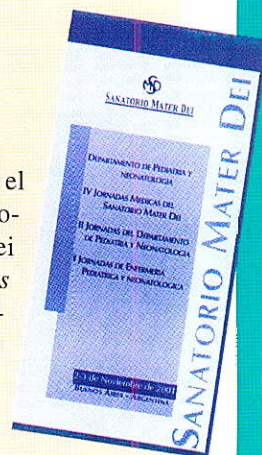 el
o-
ei
s
-
SANATORIO MATER DEI
DEPARTAMENTO DE PEDIATRIA Y
NEONATOLOGIA
IV JORNADAS MEDICAS DEL
SANATORIO MATER DEI
II JORNADAS DEL DEPARTAMENTO
DE PEDIATRIA Y NEONATOLOGIA
I JORNADAS DE ENFERMERIA
PEDIATRICA Y NEONATOLOGICA
de Noviembre de 2001
BUENOS AIRES - ARGENTINA
SANATORIO MATER DEI